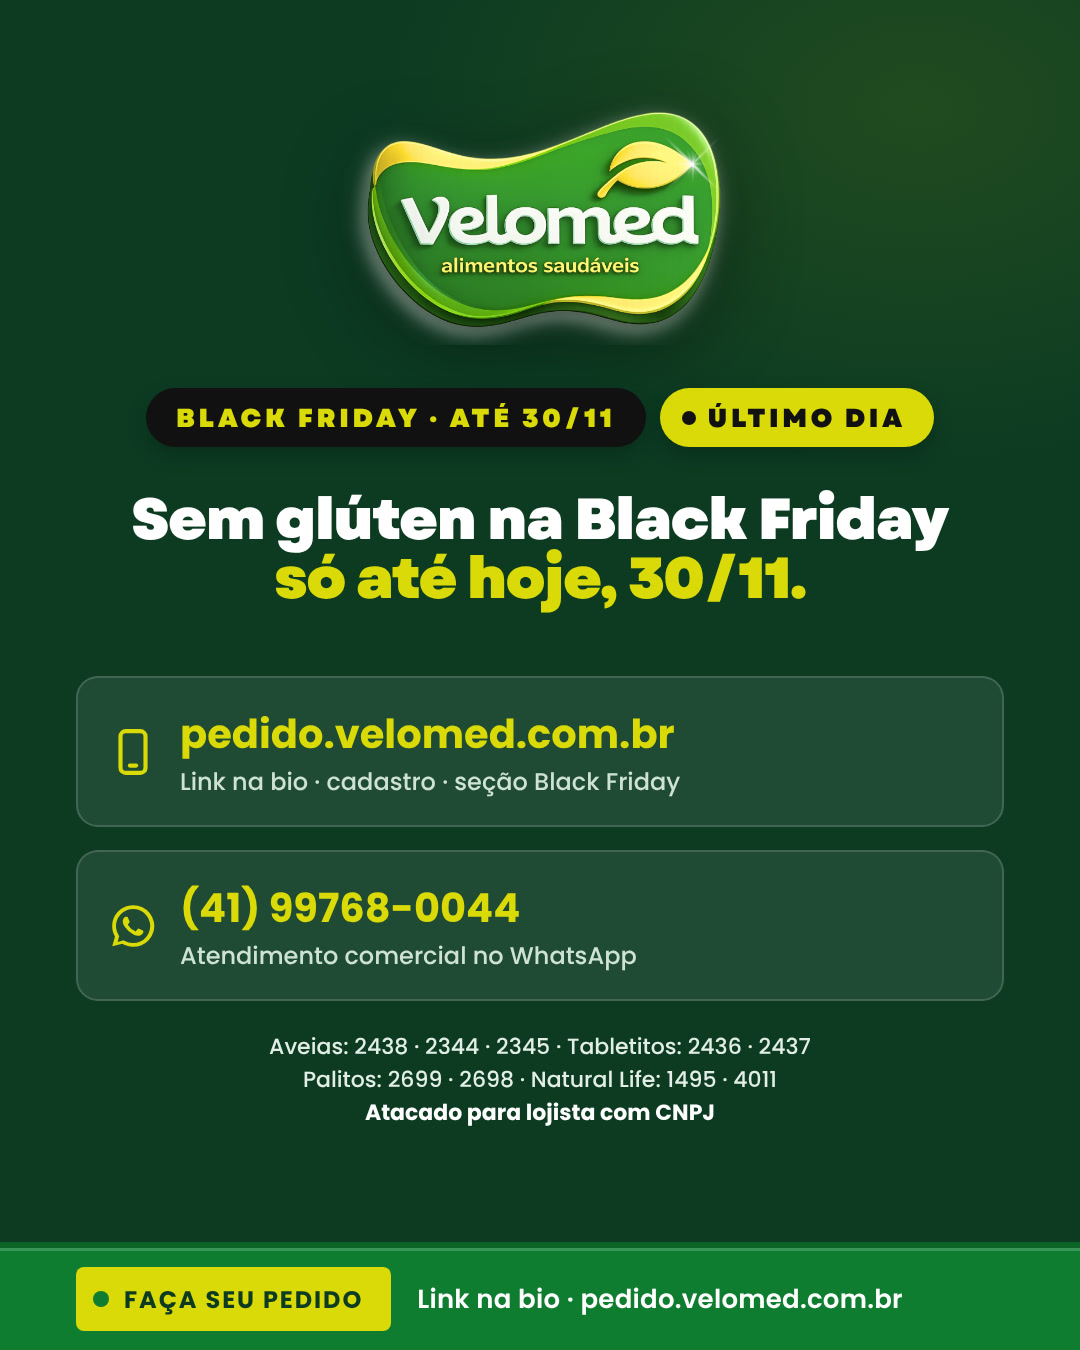 Velomed
alimentos saudáveis
BLACK FRIDAY · ATÉ 30/11
ÚLTIMO DIA
Sem glúten na Black Friday
só até hoje, 30/11.
pedido.velomed.com.br
Link na bio · cadastro · seção Black Friday
(41) 99768-0044
Atendimento comercial no WhatsApp
Aveias: 2438 · 2344 · 2345 · Tabletitos: 2436 · 2437
Palitos: 2699 · 2698 · Natural Life: 1495 · 4011
Atacado para lojista com CNPJ
FAÇA SEU PEDIDO
Link na bio · pedido.velomed.com.br